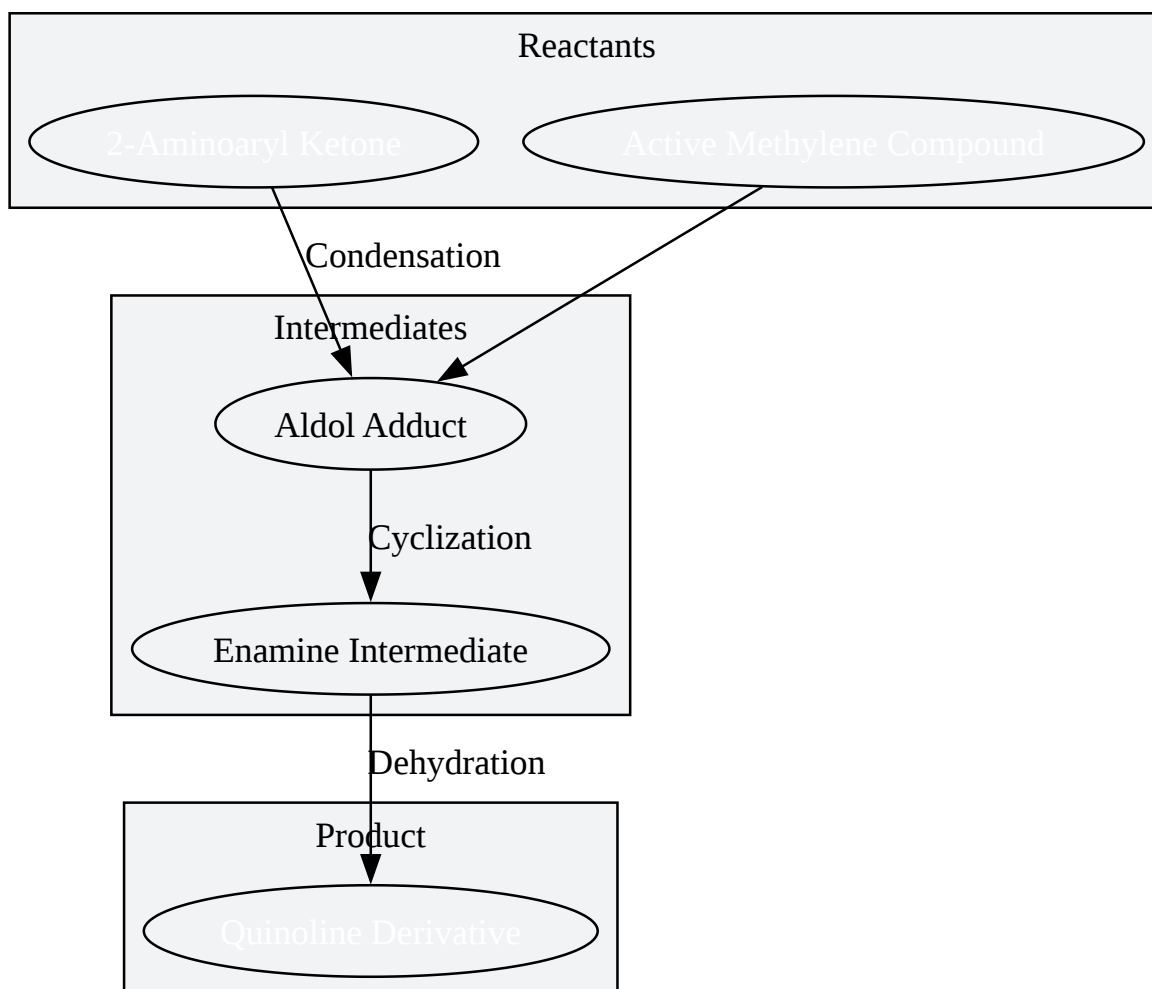 Reactants
2-Aminoaryl Ketone
Active Methylene Compound
Condensation
Intermediates
Aldol Adduct
Cyclization
Enamine Intermediate
Dehydration
Product
Quinoline Derivative